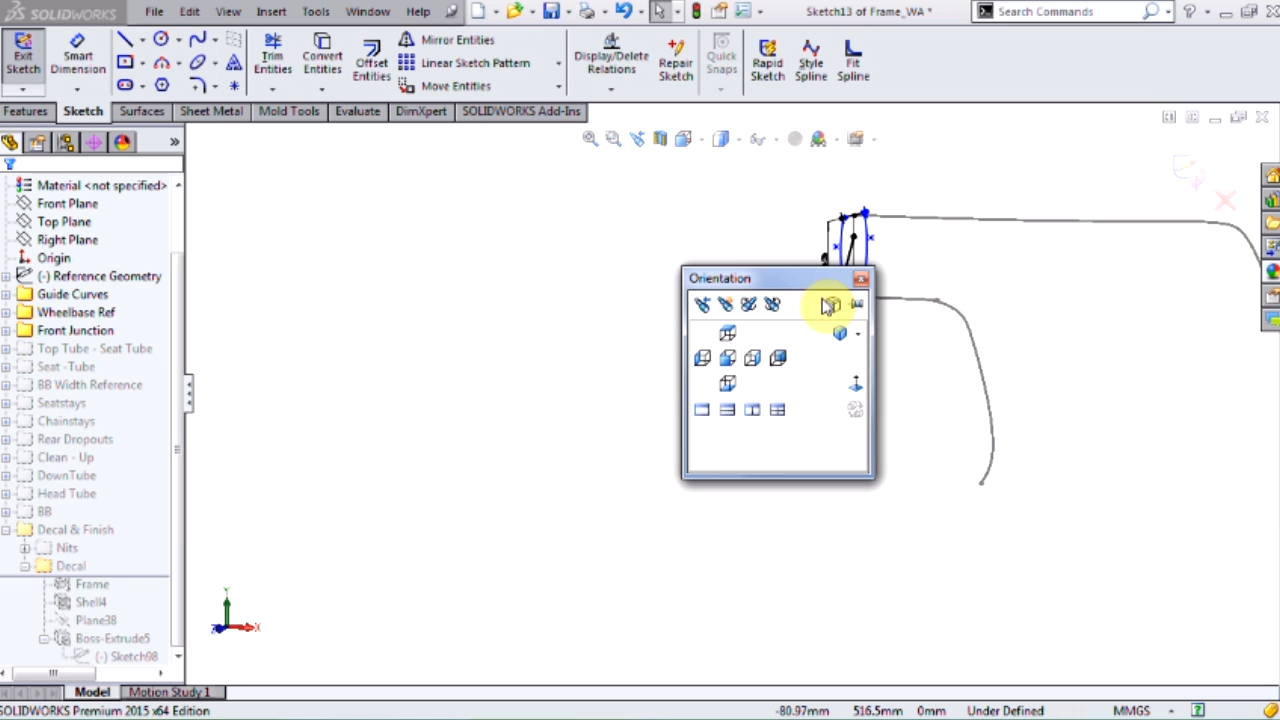 SOLIDWORKS File Edit View Insert Tools Window Help Sketch13 of Frame_WA * Search Commands
Exit Sketch
Smart Dimension
Trim Entities
Convert Entities
Offset Entities
Mirror Entities
Linear Sketch Pattern
Move Entities
Display/Delete Relations
Repair Sketch
Quick Snaps
Rapid Sketch
Style Spline
Fit Spline
Features Sketch Surfaces Sheet Metal Mold Tools Evaluate DimXpert SOLIDWORKS Add-Ins
Material <not specified>
Front Plane
Top Plane
Right Plane
Origin
(-) Reference Geometry
Guide Curves
Wheelbase Ref
Front Junction
Top Tube - Seat Tube
Seat -Tube
BB Width Reference
Seatstays
Chainstays
Rear Dropouts
Clean - Up
DownTube
Head Tube
BB
Decal & Finish
Nits
Decal
Frame
Shell4
Plane38
Boss-Extrude5
(-) Sketch98
Orientation
Y
X
Z
Model Motion Study 1
SOLIDWORKS Premium 2015 x64 Edition -80.97mm 516.5mm 0mm Under Defined MMGS